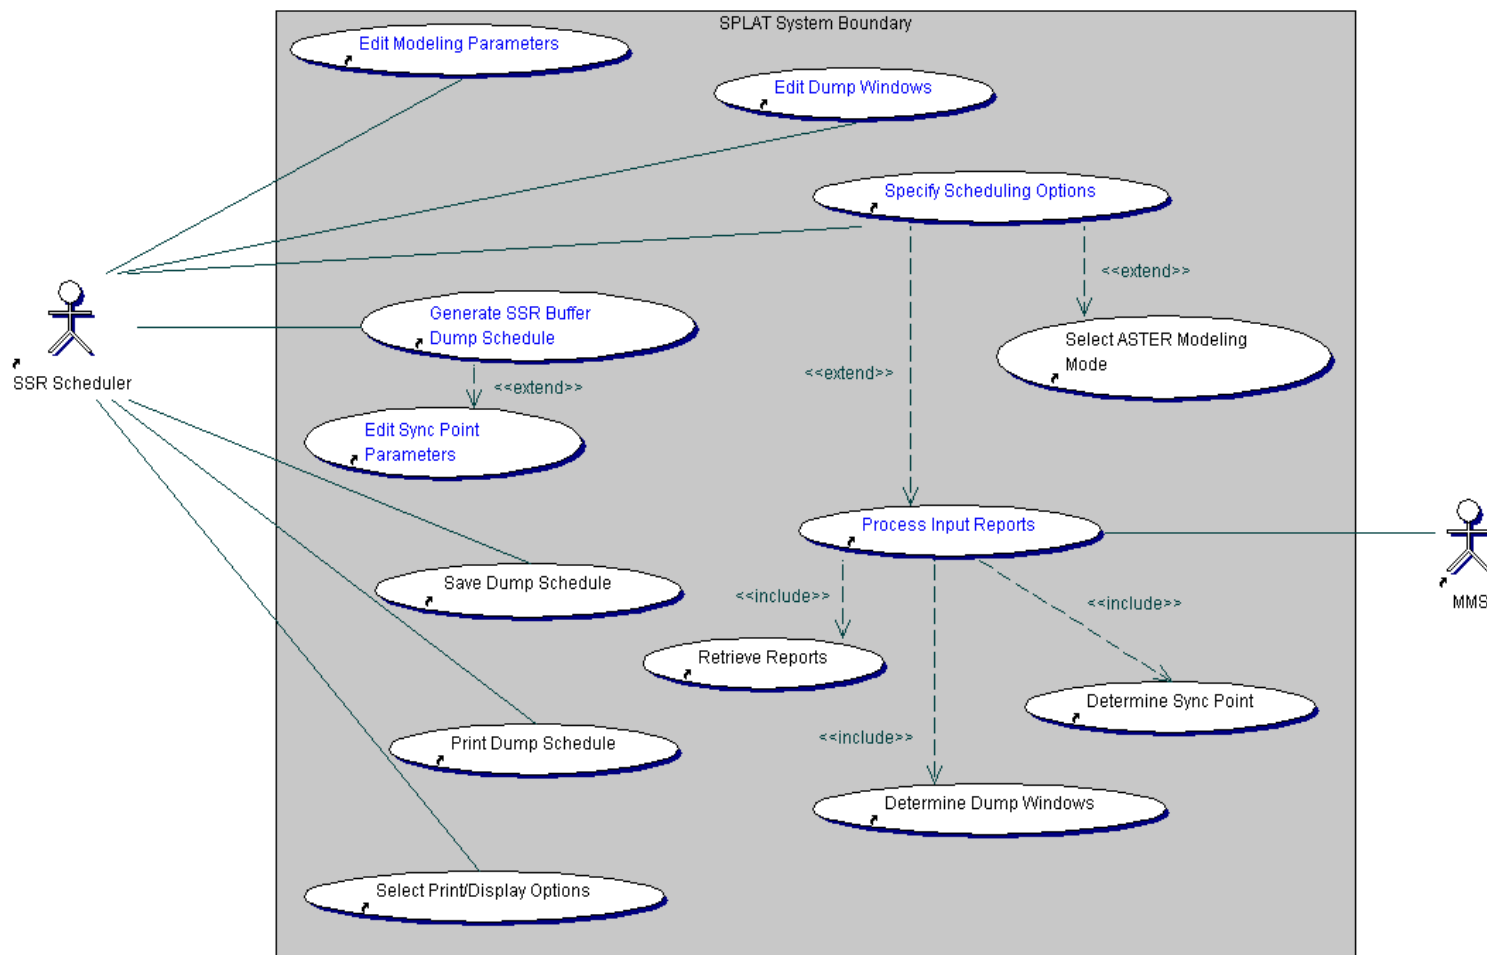 SPLAT System Boundary
Edit Modeling Parameters
Edit Dump Windows
Specify Scheduling Options
<<extend>>
Generate SSR Buffer
Dump Schedule
Select ASTER Modeling
Mode
<<extend>>
<<extend>>
SSR Scheduler
Edit Sync Point
Parameters
Process Input Reports
Save Dump Schedule
<<include>>
<<include>>
MMS
Retrieve Reports
Determine Sync Point
Print Dump Schedule
<<include>>
Determine Dump Windows
Select Print/Display Options